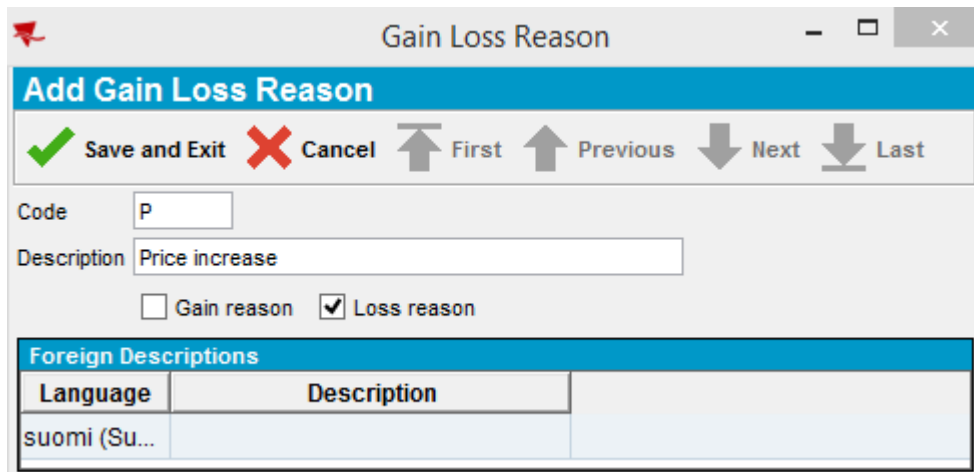 Gain Loss Reason
Add Gain Loss Reason
Save and Exit Cancel First Previous Next Last
Code P
Description Price increase
Gain reason Loss reason
Foreign Descriptions
Language Description
suomi (Su...